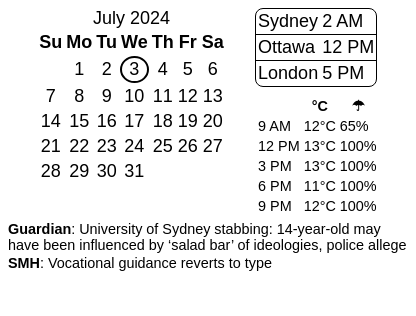 July 2024
Su Mo Tu We Th Fr Sa
1 2 3 4 5 6
7 8 9 10 11 12 13
14 15 16 17 18 19 20
21 22 23 24 25 26 27
28 29 30 31
Sydney 2 AM
Ottawa 12 PM
London 5 PM
°C ☂
9 AM 12°C 65%
12 PM 13°C 100%
3 PM 13°C 100%
6 PM 11°C 100%
9 PM 12°C 100%
Guardian: University of Sydney stabbing: 14-year-old may
have been influenced by ‘salad bar’ of ideologies, police allege
SMH: Vocational guidance reverts to type